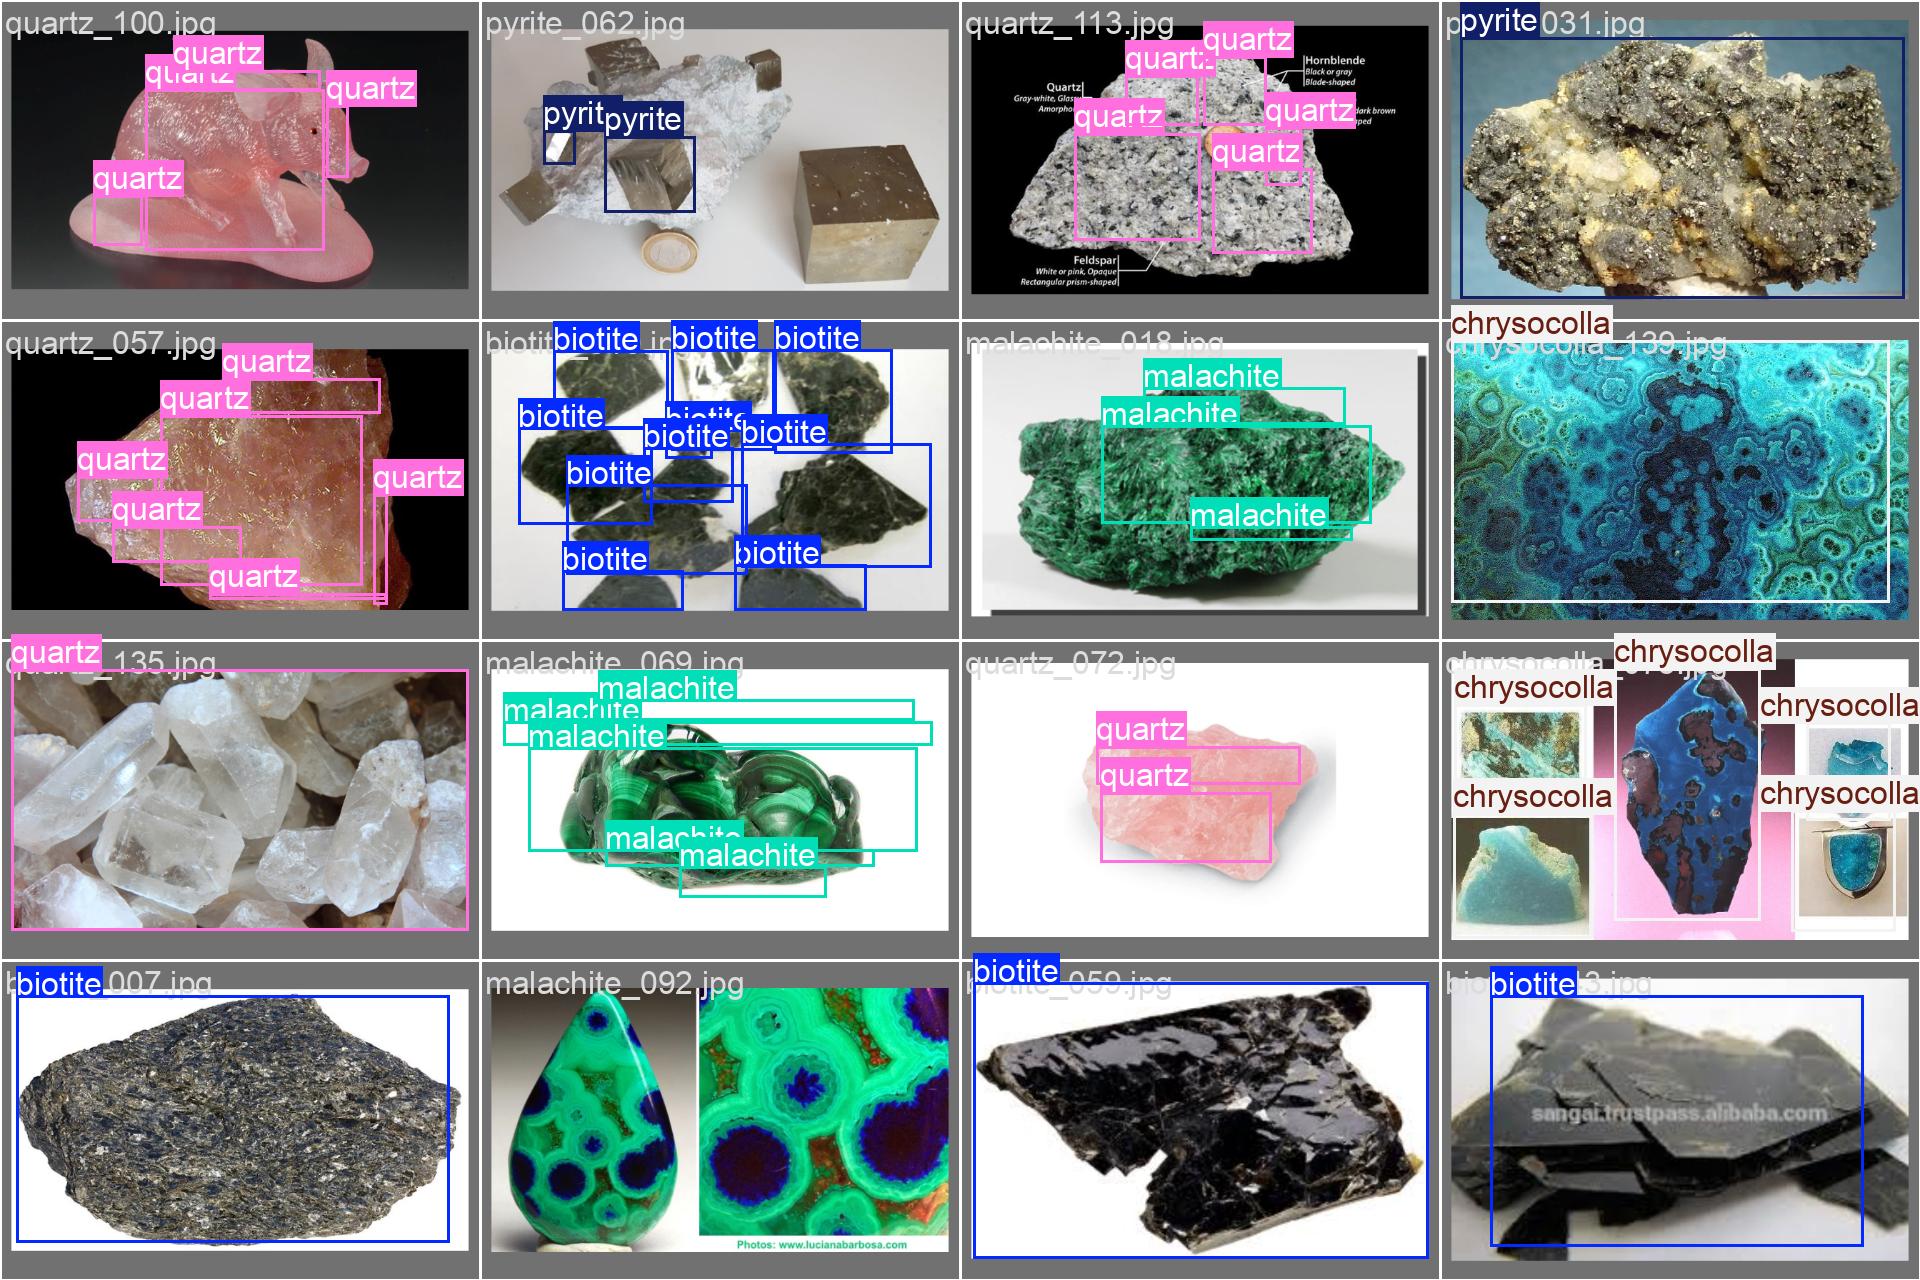 quartz_100.jpg
quartz
quartz
quartz
quartz
pyrite_062.jpg
pyrite
pyrite
quartz_113.jpg
quartz
quartz
quartz
quartz
quartz
Quartz
Hornblende
Black or gray
Blade-shaped
dark brown
Feldspar
White or pink, Opaque
Rectangular prism-shaped
031.jpg
pyrite
quartz_057.jpg
quartz
quartz
quartz
quartz
quartz
quartz
biotite
biotite
biotite
biotite
biotite
biotite
biotite
biotite
biotite
biotite
malachite_018.jpg
malachite
malachite
malachite
chrysocolla
chrysocolla_139.jpg
quartz
135.jpg
malachite_069.jpg
malachite
malachite
malachite
malachite
malachite
quartz_072.jpg
quartz
quartz
chrysocolla
chrysocolla
chrysocolla
chrysocolla
chrysocolla
biotite
007.jpg
malachite_092.jpg
Photos: www.lucianabarbosa.com
biotite
biotite_059.jpg
biotite
3.jpg
sangai.trustpass.alibaba.com